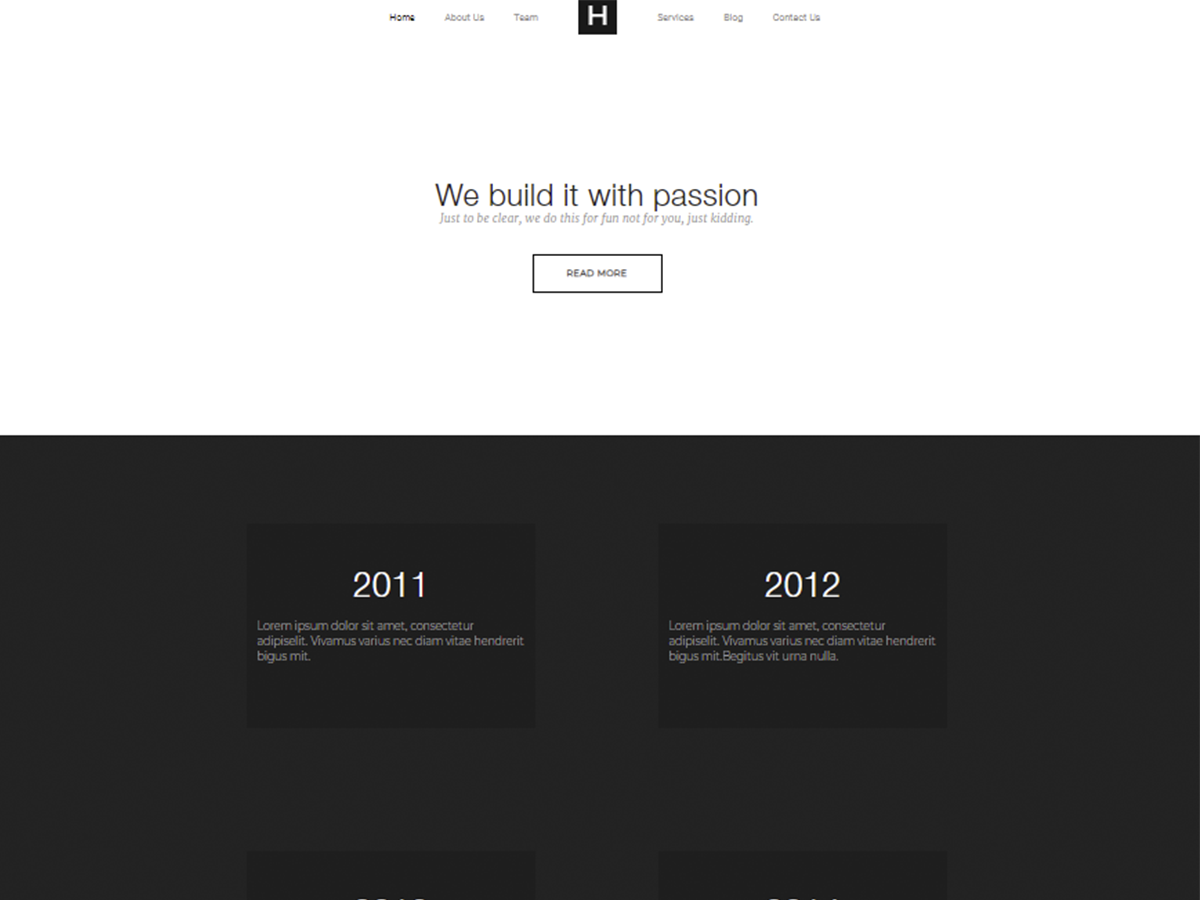 Home About Us Team H Services Blog Contact Us
We build it with passion
Just to be clear, we do this for fun not for you, just kidding.
READ MORE
2011
Lorem ipsum dolor sit amet, consectetur
adipiselit. Vivamus varius nec diam vitae hendrerit
bigus mit.
2012
Lorem ipsum dolor sit amet, consectetur
adipiselit. Vivamus varius nec diam vitae hendrerit
bigus mit.Begitus vit urna nulla.